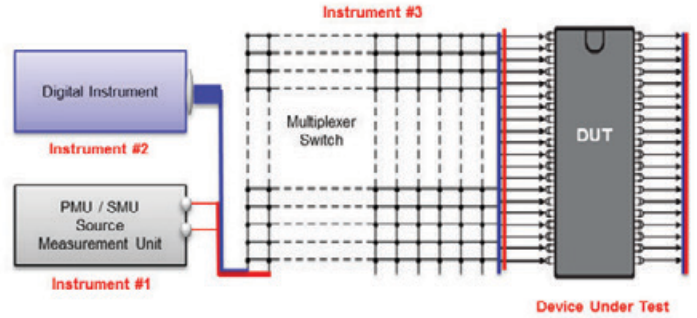 Instrument #3
Digital Instrument
Instrument #2
Multiplexer
Switch
DUT
PMU / SMU
Source
Measurement Unit
Instrument #1
Device Under Test